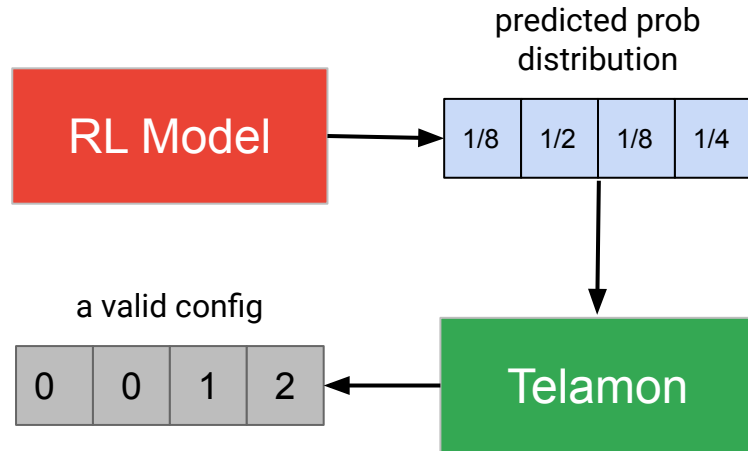 predicted prob
distribution
RL Model
1/8 1/2 1/8 1/4
a valid config
0 0 1 2
Telamon